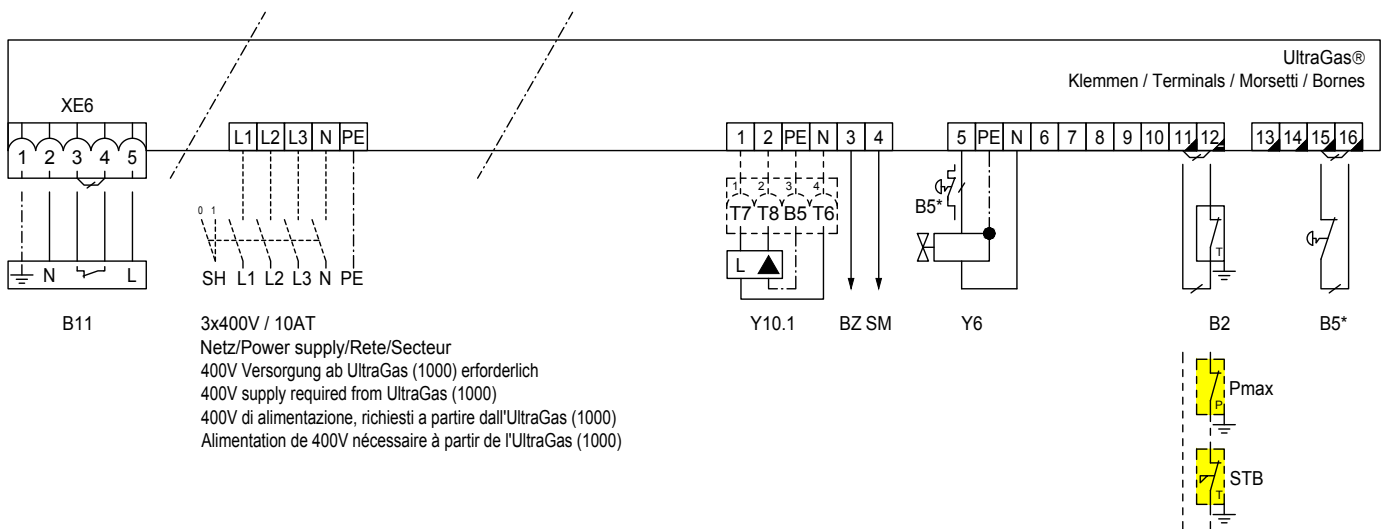 UltraGas®
Klemmen / Terminals / Morsetti / Bornes
XE6
L1 L2 L3 N PE
1 2 PE N 3 4
5 PE N 6 7 8 9 10 11 12
13 14 15 16
1 2 3 4 5
1 2 3 4
T7 T8 B5 T6
B5*
0 1
N L
SH L1 L2 L3 N PE
L
T
B11
3x400V / 10AT
Y10.1
BZ SM
Y6
B2
B5*
Netz/Power supply/Rete/Secteur
400V Versorgung ab UltraGas (1000) erforderlich
400V supply required from UltraGas (1000)
400V di alimentazione, richiesti a partire dall'UltraGas (1000)
Alimentation de 400V nécessaire à partir de l'UltraGas (1000)
Pmax
P
STB
T